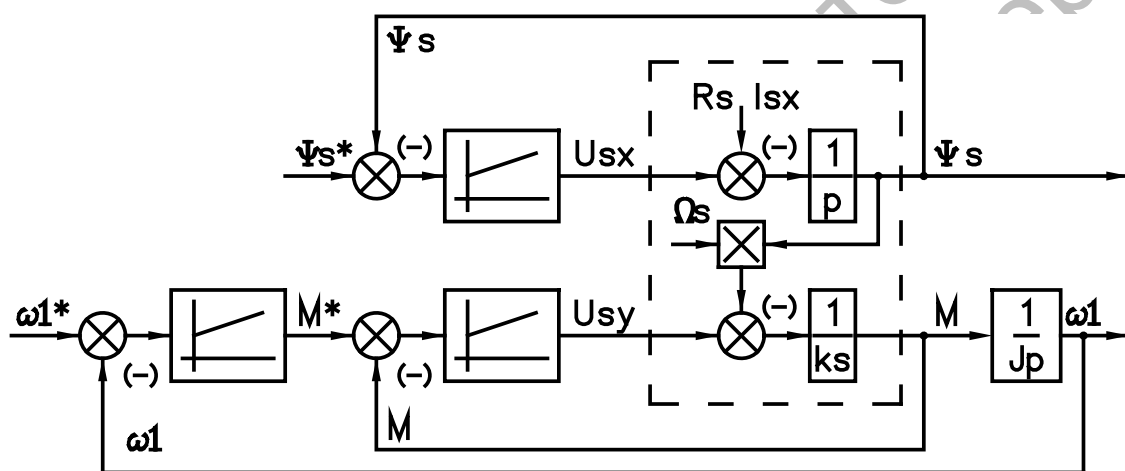 Ψs
Rs Isx
(-) (-)
Ψs* Usx 1 Ψs
p
Ωs
ω1* M* Usy (-) 1 M 1 ω1
ks Jp
(-) (-)
ω1 M